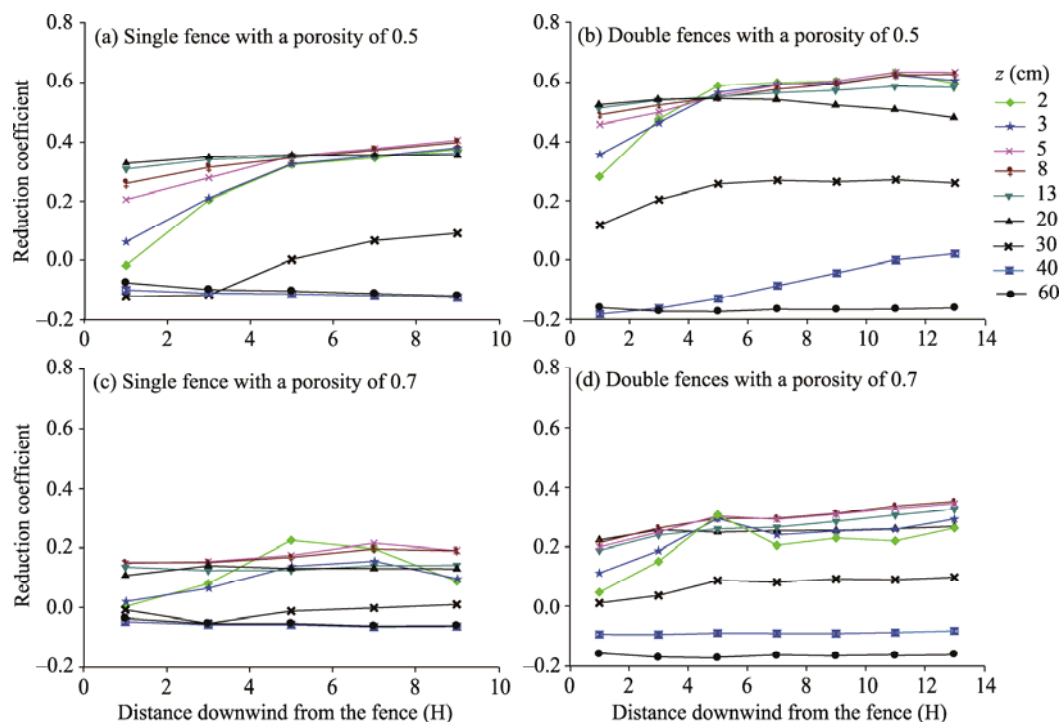 (a) Single fence with a porosity of 0.5
(b) Double fences with a porosity of 0.5
0.8
0.6
0.4
0.2
0.0
−0.2
Reduction coefficient
0 2 4 6 8 10
0.8
0.6
0.4
0.2
0.0
−0.2
0 2 4 6 8 10 12 14
z (cm)
2
3
5
8
13
20
30
40
60
(c) Single fence with a porosity of 0.7
(d) Double fences with a porosity of 0.7
0.8
0.6
0.4
0.2
0.0
−0.2
Reduction coefficient
0 2 4 6 8 10
Distance downwind from the fence (H)
0.8
0.6
0.4
0.2
0.0
−0.2
0 2 4 6 8 10 12 14
Distance downwind from the fence (H)